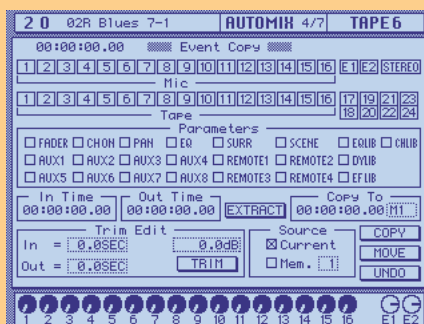 20 02R Blues 7-1 AUTOMIX 4/7 TAPE6
00:00:00.00 Event Copy
1 2 3 4 5 6 7 8 9 10 11 12 13 14 15 16 E1 E2 STEREO
Mic
1 2 3 4 5 6 7 8 9 10 11 12 13 14 15 16 17 19 21 23
18 20 22 24
Tape
Parameters
FADER CH ON PAN EQ SURR SCENE EQLIB CHLIB
AUX1 AUX2 AUX3 AUX4 REMOTE1 REMOTE2 DYLIB
AUX5 AUX6 AUX7 AUX8 REMOTE3 REMOTE4 EFLIB
In Time Out Time Copy To
00:00:00.00 00:00:00.00 EXTRACT 00:00:00.00 M1
Trim Edit Source COPY
In = 0.0SEC 0.0dB Current MOVE
Out = 0.0SEC TRIM Mem. 1 UNDO
1 2 3 4 5 6 7 8 9 10 11 12 13 14 15 16 E1 E2